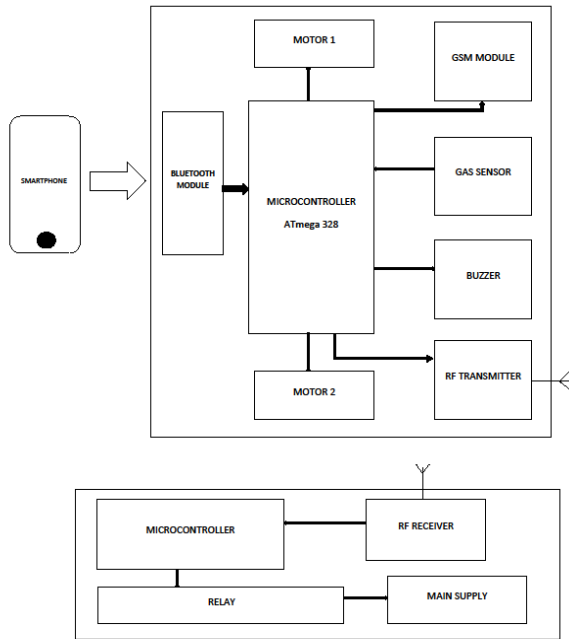 MOTOR 1
GSM MODULE
SMARTPHONE
BLUETOOTH
MODULE
GAS SENSOR
MICROCONTROLLER
ATmega 328
BUZZER
RF TRANSMITTER
MOTOR 2
MICROCONTROLLER
RF RECEIVER
RELAY
MAIN SUPPLY